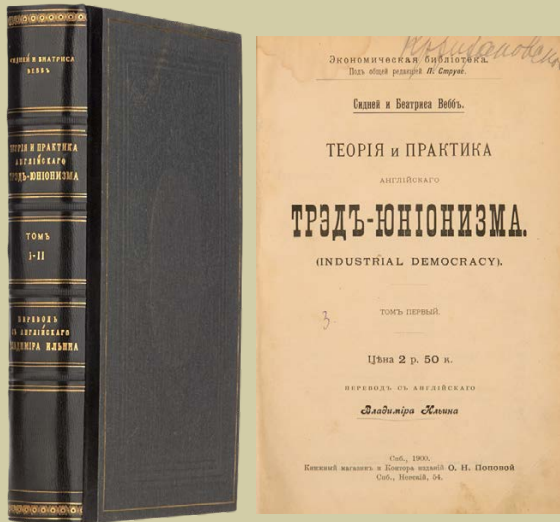 СИДНЕЙ И БЕАТРИСА
ВЕББЪ
ТЕОРІЯ И ПРАКТИКА
АНГЛІЙСКАГО
ТРЭДЪ-ЮНІОНИЗМА
ТОМЪ
I-II
ПЕРЕВОДЪ
СЪ АНГЛІЙСКАГО
ВЛАДИМІРА ИЛЬИНА
Экономическая библіотека.
Подъ общей редакціей П. Струве.
Сидней и Беатриса Веббъ.
ТЕОРІЯ и ПРАКТИКА
АНГЛІЙСКАГО
ТРЭДЪ-ЮНІОНИЗМА.
(INDUSTRIAL DEMOCRACY).
ТОМЪ ПЕРВЫЙ.
3
Цѣна 2 р. 50 к.
ПЕРЕВОДЪ СЪ АНГЛІЙСКАГО
Владиміра Ильина
Спб., 1900.
Книжный магазинъ и Контора изданій О. Н. Поповой
Спб., Невскій, 54.